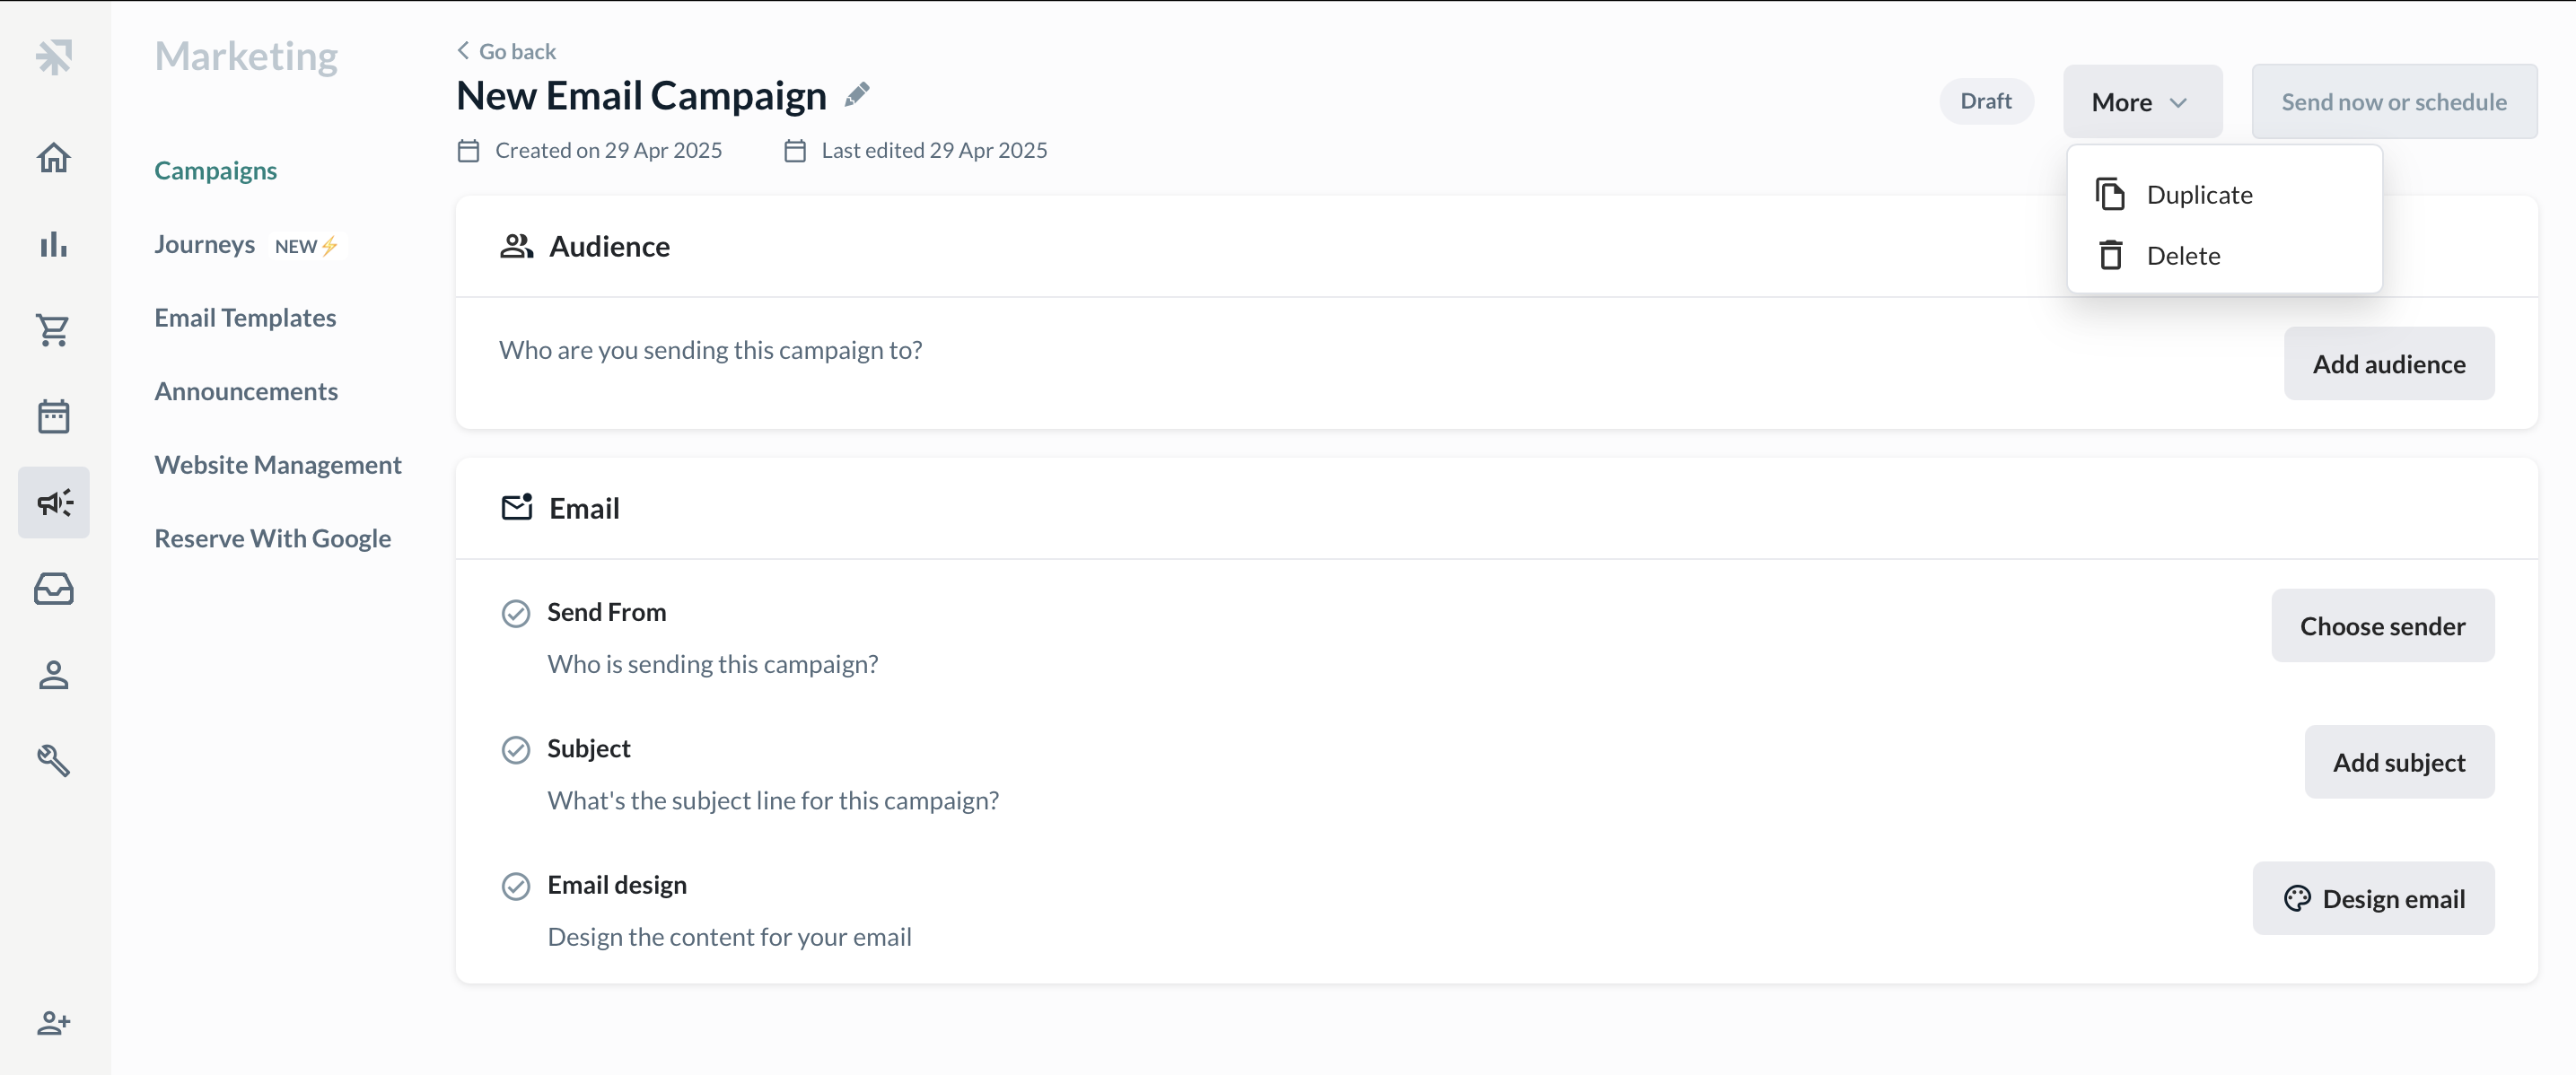 Marketing
Campaigns
Journeys NEW⚡
Email Templates
Announcements
Website Management
Reserve With Google
Go back
New Email Campaign
Created on 29 Apr 2025
Last edited 29 Apr 2025
Draft
More
Send now or schedule
Duplicate
Delete
Audience
Who are you sending this campaign to?
Add audience
Email
Send From
Who is sending this campaign?
Choose sender
Subject
What's the subject line for this campaign?
Add subject
Email design
Design the content for your email
Design email